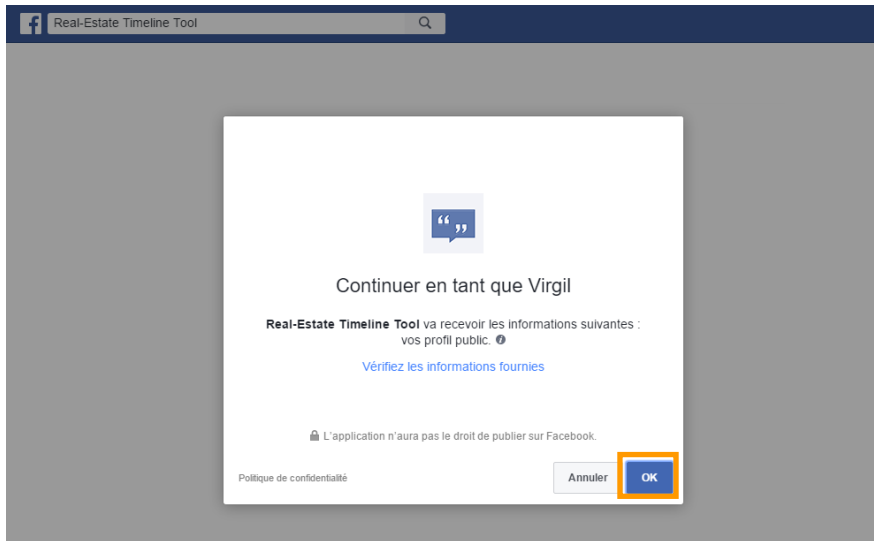 Real-Estate Timeline Tool
Continuer en tant que Virgil
Real-Estate Timeline Tool va recevoir les informations suivantes :
vos profil public.
Vérifiez les informations fournies
L'application n'aura pas le droit de publier sur Facebook.
Politique de confidentialité
Annuler
OK